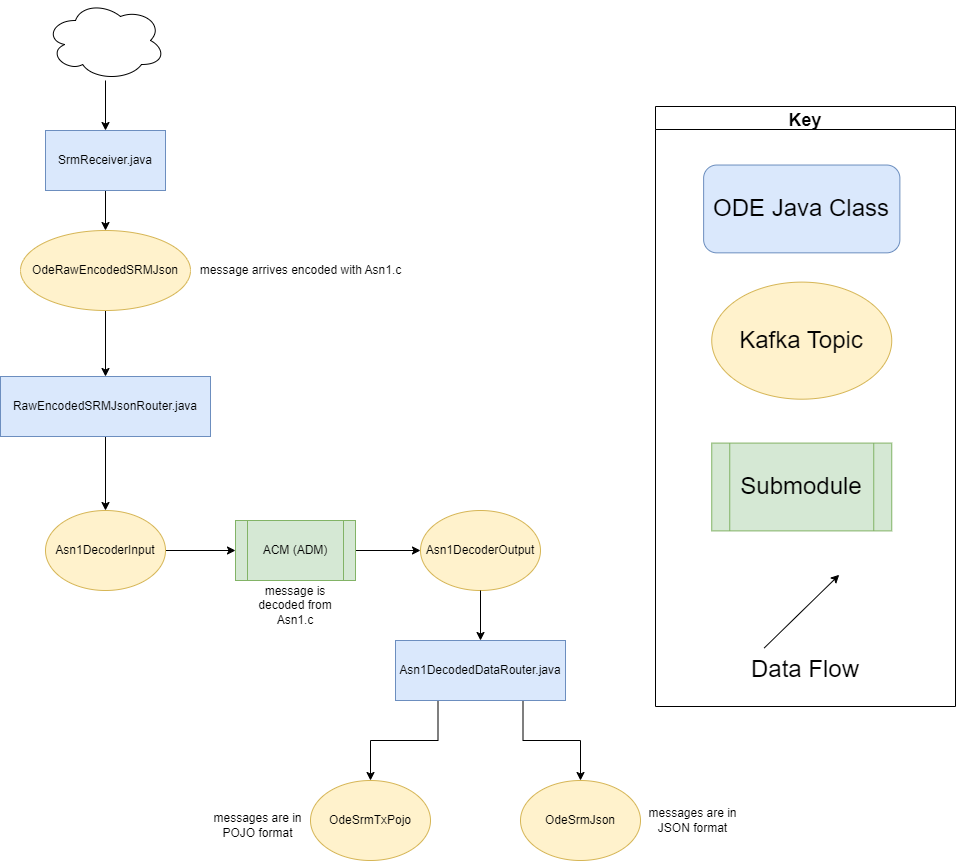 Key
SrmReceiver.java
ODE Java Class
OdeRawEncodedSRMJson
message arrives encoded with Asn1.c
Kafka Topic
RawEncodedSRMJsonRouter.java
Submodule
Asn1DecoderInput
ACM (ADM)
Asn1DecoderOutput
message is
decoded from
Asn1.c
Asn1DecodedDataRouter.java
Data Flow
messages are in
POJO format
OdeSrmTxPojo
OdeSrmJson
messages are in
JSON format